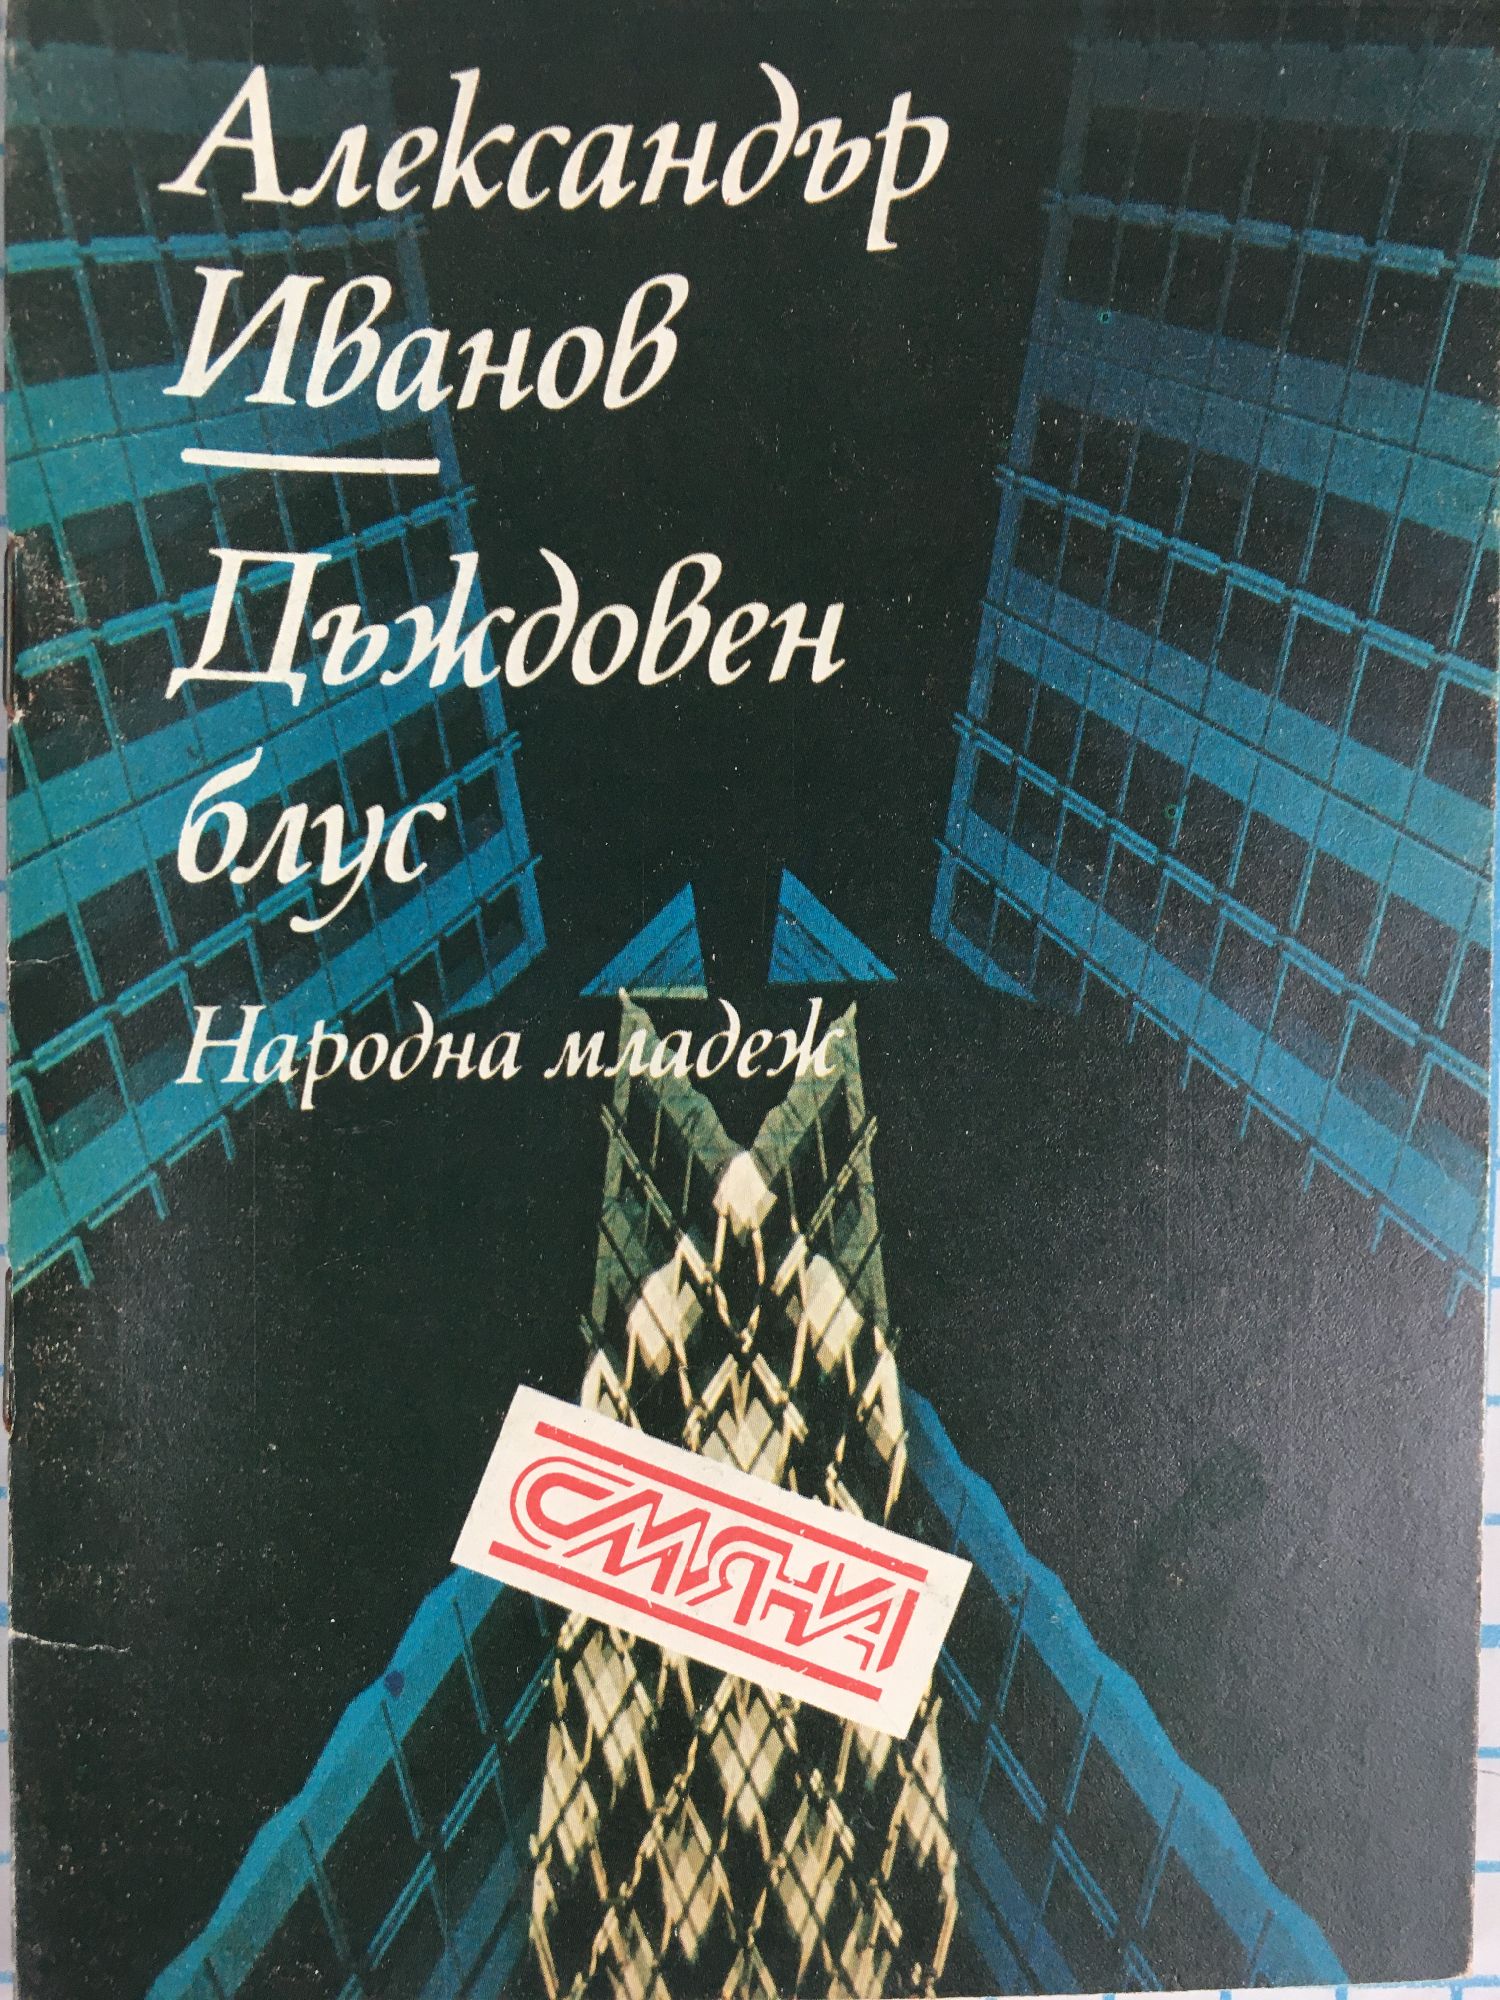 Александър
Иванов
Дъждовен
блус
Народна младеж
СМЯНА